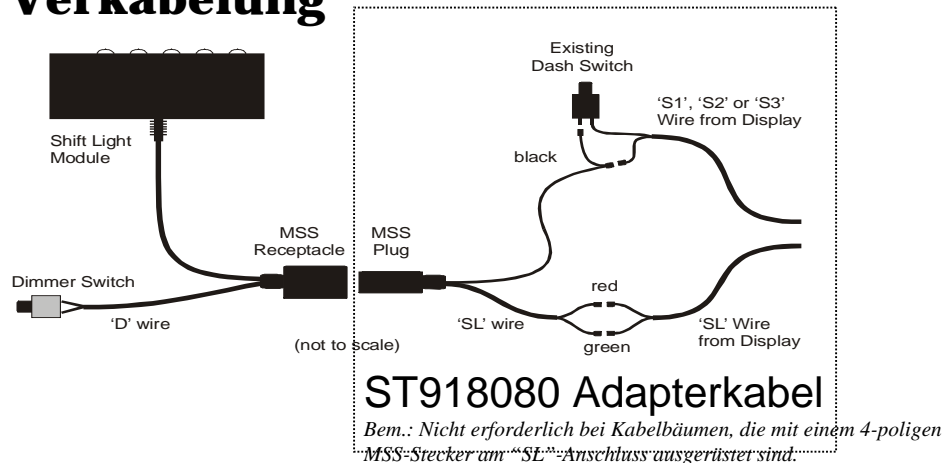 Verkabelung
Existing
Dash Switch
'S1', 'S2' or 'S3'
Wire from Display
Shift Light
Module
black
MSS
Receptacle
MSS
Plug
Dimmer Switch
red
'D' wire
'SL' wire
'SL' Wire
from Display
(not to scale)
green
ST918080 Adapterkabel
Bem.: Nicht erforderlich bei Kabelbäumen, die mit einem 4-poligen
MSS-Stecker am “SL”-Anschluss ausgerüstet sind.